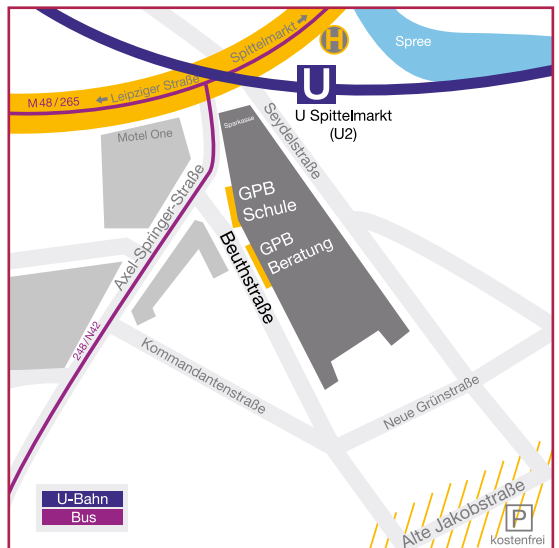 Spittelmarkt
H
Spree
M48/265
Leipziger Straße
U
U Spittelmarkt
(U2)
Sparkasse
Seydelstraße
Motel One
GPB
Schule
Axel-Springer-Straße
GPB
Beratung
Beuthstraße
248/N42
Kommandantenstraße
Neue Grünstraße
U-Bahn
Bus
Alte Jakobstraße
P
kostenfrei